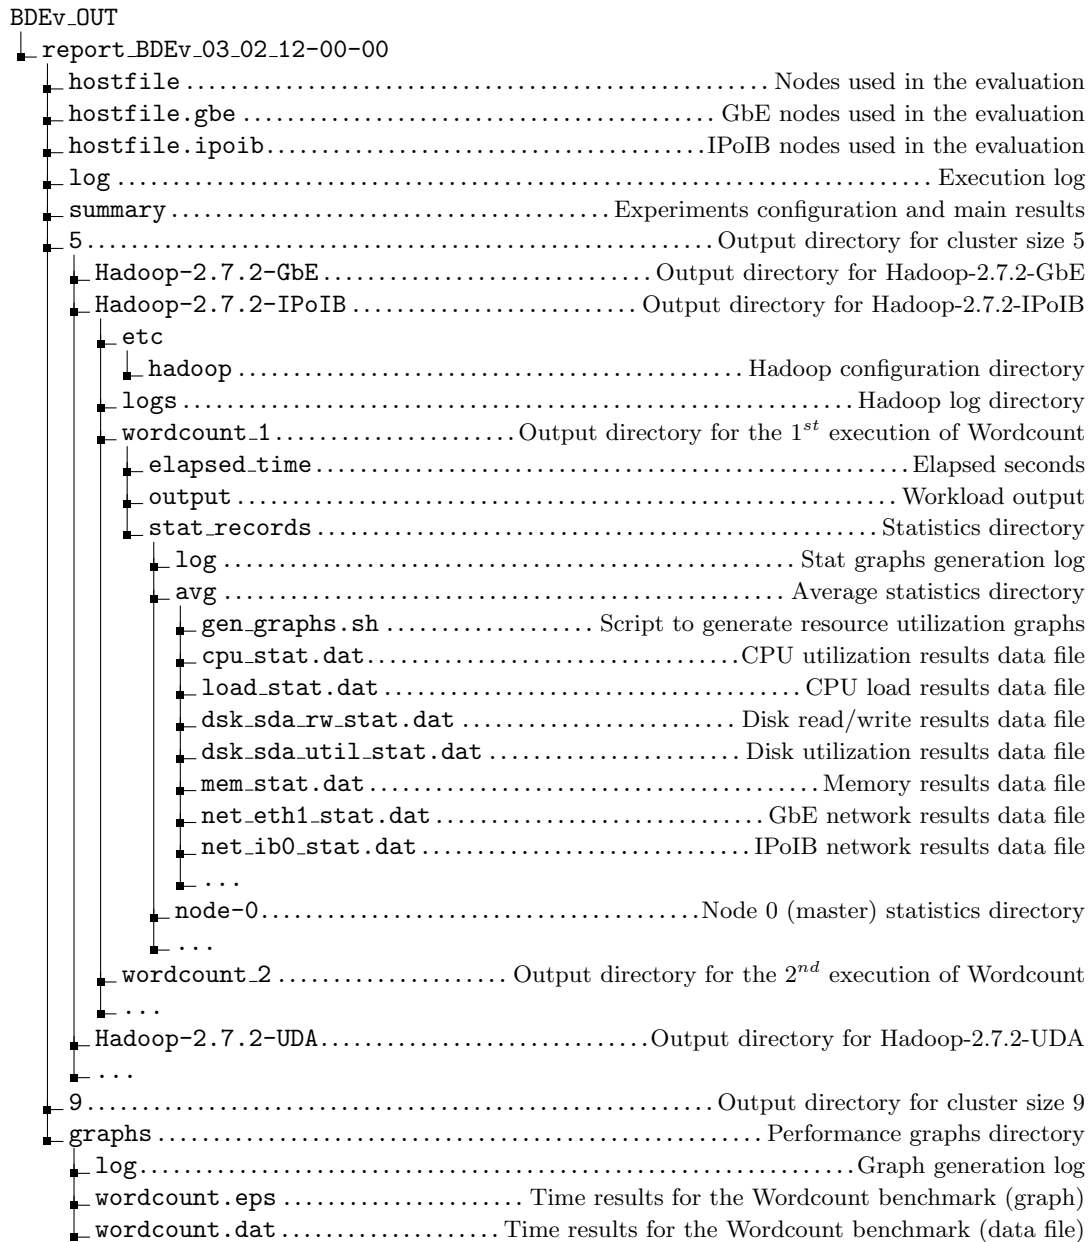 BDEv_OUT
report_BDEv_03_02_12-00-00
hostfile ........ Nodes used in the evaluation
hostfile.gbe ........ GbE nodes used in the evaluation
hostfile.ipoib ........ IPoIB nodes used in the evaluation
log ........ Execution log
summary ........ Experiments configuration and main results
5 ........ Output directory for cluster size 5
Hadoop-2.7.2-GbE ........ Output directory for Hadoop-2.7.2-GbE
Hadoop-2.7.2-IPoIB ........ Output directory for Hadoop-2.7.2-IPoIB
etc
hadoop ........ Hadoop configuration directory
logs ........ Hadoop log directory
wordcount_1 ........ Output directory for the 1st execution of Wordcount
elapsed_time ........ Elapsed seconds
output ........ Workload output
stat_records ........ Statistics directory
log ........ Stat graphs generation log
avg ........ Average statistics directory
gen_graphs.sh ........ Script to generate resource utilization graphs
cpu_stat.dat ........ CPU utilization results data file
load_stat.dat ........ CPU load results data file
dsk_sda_rw_stat.dat ........ Disk read/write results data file
dsk_sda_util_stat.dat ........ Disk utilization results data file
mem_stat.dat ........ Memory results data file
net_eth1_stat.dat ........ GbE network results data file
net_ib0_stat.dat ........ IPoIB network results data file
...
node-0 ........ Node 0 (master) statistics directory
...
wordcount_2 ........ Output directory for the 2nd execution of Wordcount
...
Hadoop-2.7.2-UDA ........ Output directory for Hadoop-2.7.2-UDA
...
9 ........ Output directory for cluster size 9
graphs ........ Performance graphs directory
log ........ Graph generation log
wordcount.eps ........ Time results for the Wordcount benchmark (graph)
wordcount.dat ........ Time results for the Wordcount benchmark (data file)